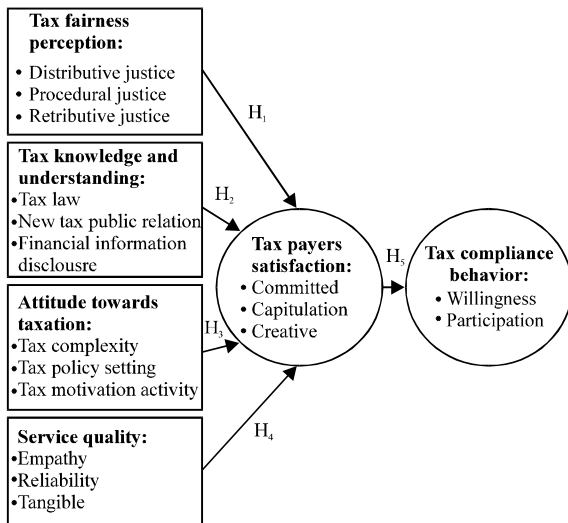 Tax fairness
perception:
• Distributive justice
• Procedural justice
• Retributive justice
H₁
Tax knowledge and
understanding:
•Tax law
•New tax public relation
•Financial information
disclousre
H₂
Attitude towards
taxation:
•Tax complexity
•Tax policy setting
•Tax motivation activity
H₃
Service quality:
•Empathy
•Reliability
•Tangible
H₄
Tax payers
satisfaction:
• Committed
• Capitulation
• Creative
H₅
Tax compliance
behavior:
• Willingness
• Participation